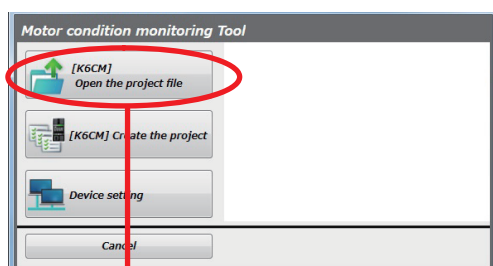 Motor condition monitoring Tool
[K6CM]
Open the project file
[K6CM] Create the project
Device setting
Cancel